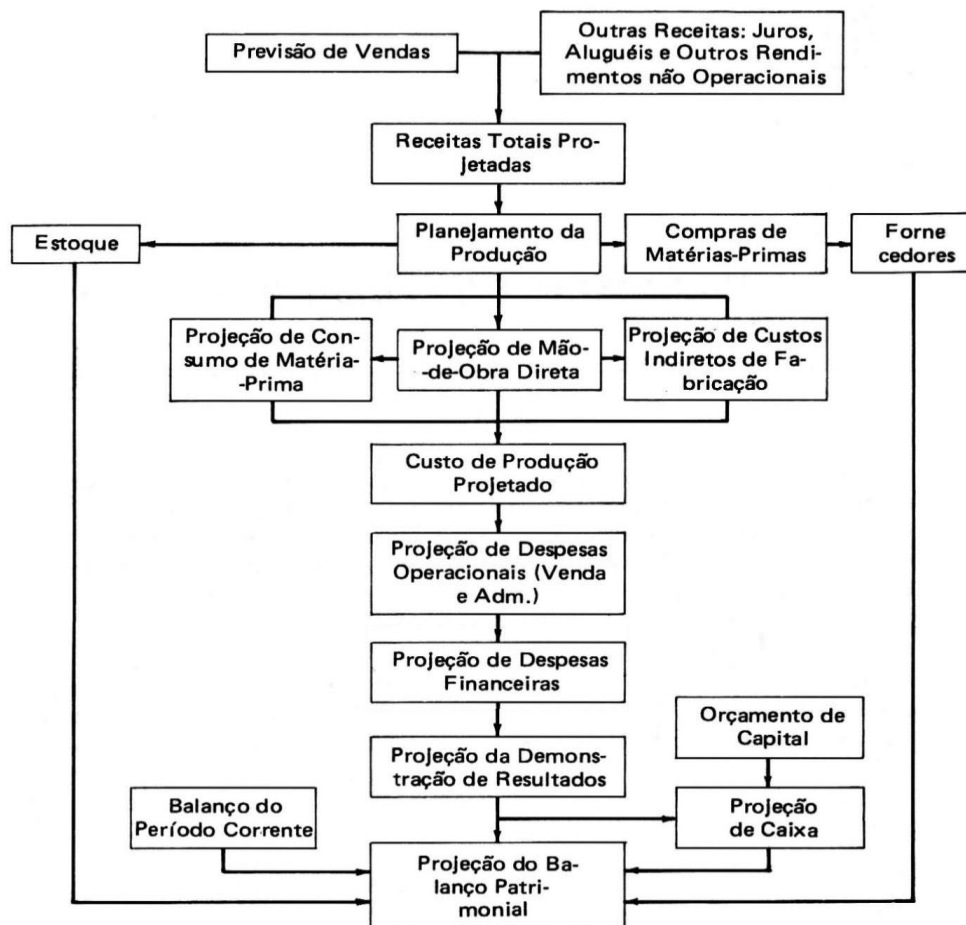 Previsão de Vendas
Outras Receitas: Juros,
Aluguéis e Outros Rendi-
mentos não Operacionais
Receitas Totais Pro-
jetadas
Estoque
Planejamento da
Produção
Compras de
Matérias-Primas
Forne
cedores
Projeção de Con-
sumo de Matéria-
-Prima
Projeção de Mão-
-de-Obra Direta
Projeção de Custos
Indiretos de Fa-
bricação
Custo de Produção
Projetado
Projeção de Despesas
Operacionais (Venda
e Adm.)
Projeção de Despesas
Financeiras
Orçamento de
Capital
Projeção da Demons-
tração de Resultados
Balanço do
Período Corrente
Projeção
de Caixa
Projeção do Ba-
lanço Patri-
monial